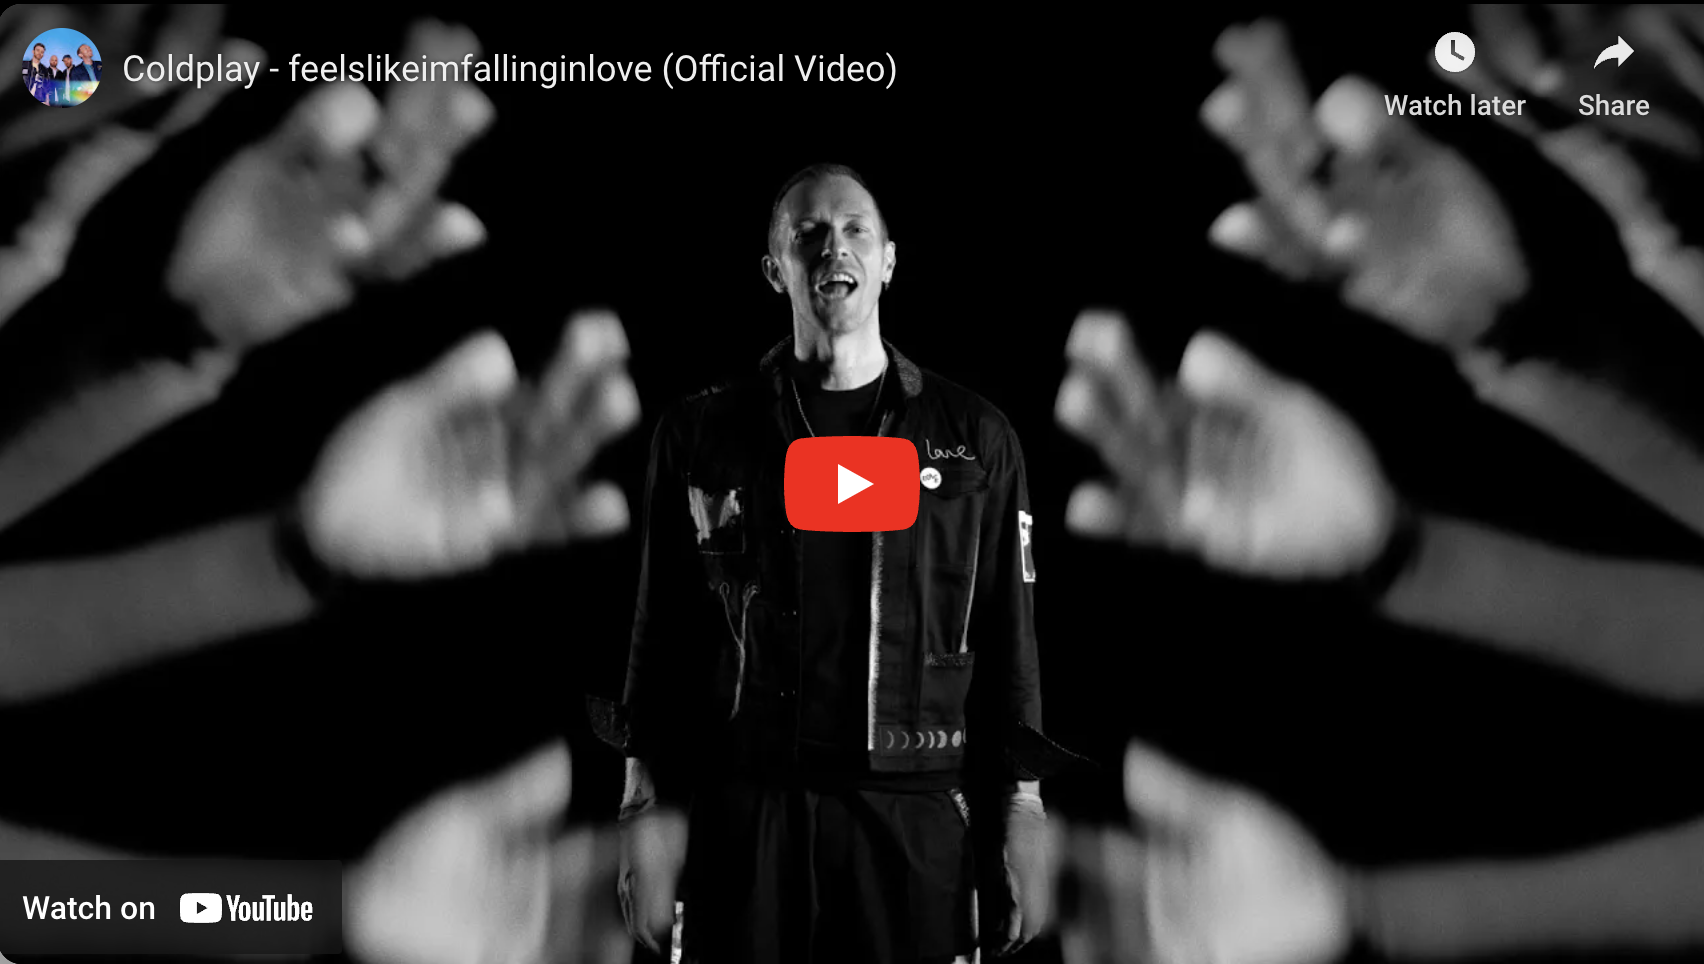 Coldplay - feelslikeimfallinginlove (Official Video)
Watch later
Share
love
Watch on YouTube